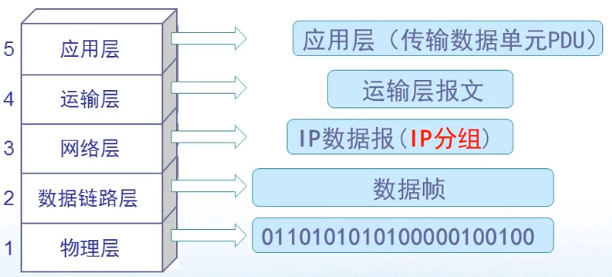 5 应用层 应用层（传输数据单元PDU）
4 运输层 运输层报文
3 网络层 IP数据报(IP分组)
2 数据链路层 数据帧
1 物理层 0110101010100000100100